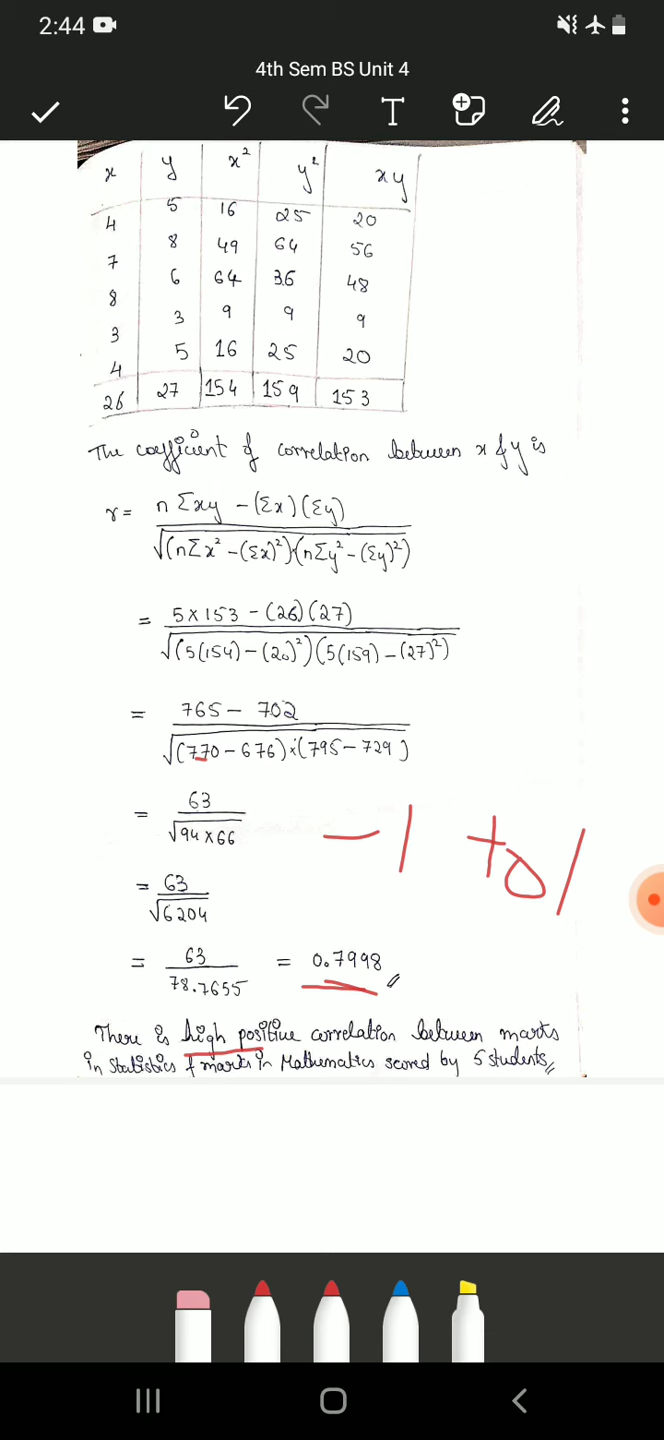 2:44
4th Sem BS Unit 4
T
x y x² y² xy
4 5 16 25 20
7 8 49 64 56
8 6 64 36 48
3 3 9 9 9
4 5 16 25 20
26 27 154 159 153
The coefficient of correlation between x & y is
r = n Σxy - (Σx)(Σy) / √(nΣx² - (Σx)²)(nΣy² - (Σy)²)
= 5×153 - (26)(27) / √(5(154) - (26)²)(5(159) - (27)²)
= 765 - 702 / √(770 - 676)×(795 - 729)
= 63 / √94×66
= 63 / √6204
= 63 / 78.7655 = 0.7998
-1 to 1
There is high positive correlation between marks
in statistics & marks in Mathematics scored by 5 students